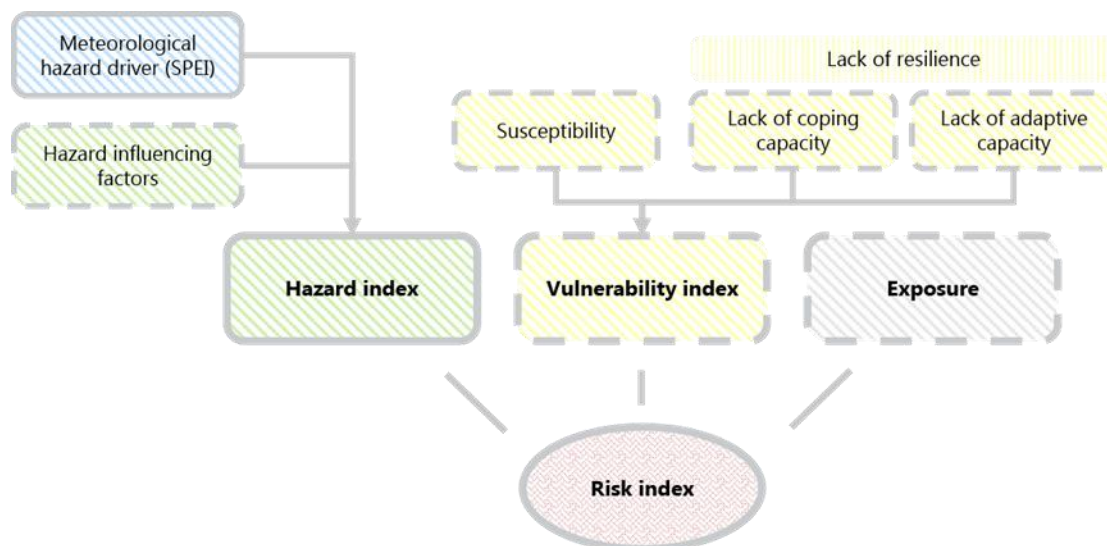 Meteorological
hazard driver (SPEI)
Lack of resilience
Susceptibility
Lack of coping
capacity
Lack of adaptive
capacity
Hazard influencing
factors
Hazard index
Vulnerability index
Exposure
Risk index